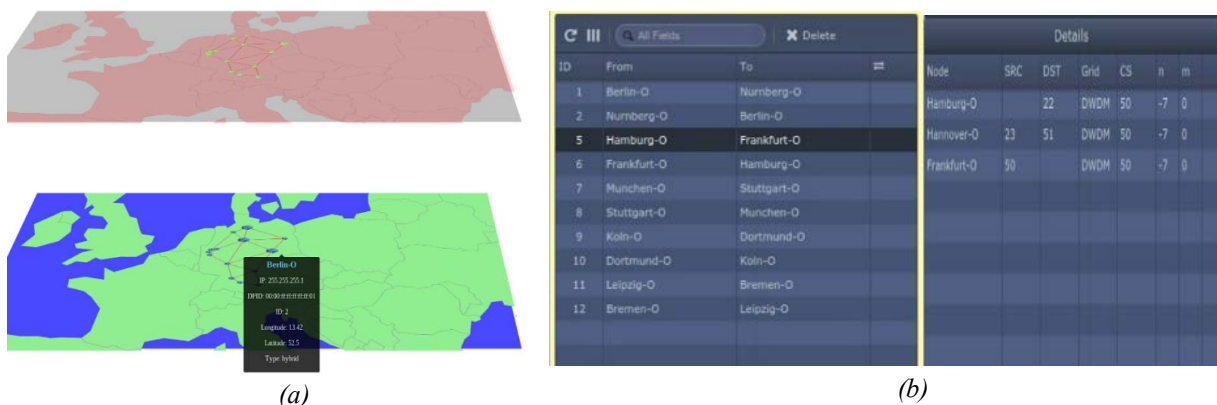 Berlin-O
IP: 255.255.255.1
DPID: 00:00:ff:ff:ff:ff:ff:01
ID: 2
Longitude: 13.42
Latitude: 52.5
Type: hybrid
(a)
All Fields Delete
ID From To
1 Berlin-O Nurnberg-O
2 Nurnberg-O Berlin-O
5 Hamburg-O Frankfurt-O
6 Frankfurt-O Hamburg-O
7 Munchen-O Stuttgart-O
8 Stuttgart-O Munchen-O
9 Koln-O Dortmund-O
10 Dortmund-O Koln-O
11 Leipzig-O Bremen-O
12 Bremen-O Leipzig-O
Details
Node SRC DST Grid CS n m
Hamburg-O 22 DWDM 50 -7 0
Hannover-O 23 51 DWDM 50 -7 0
Frankfurt-O 50 DWDM 50 -7 0
(b)